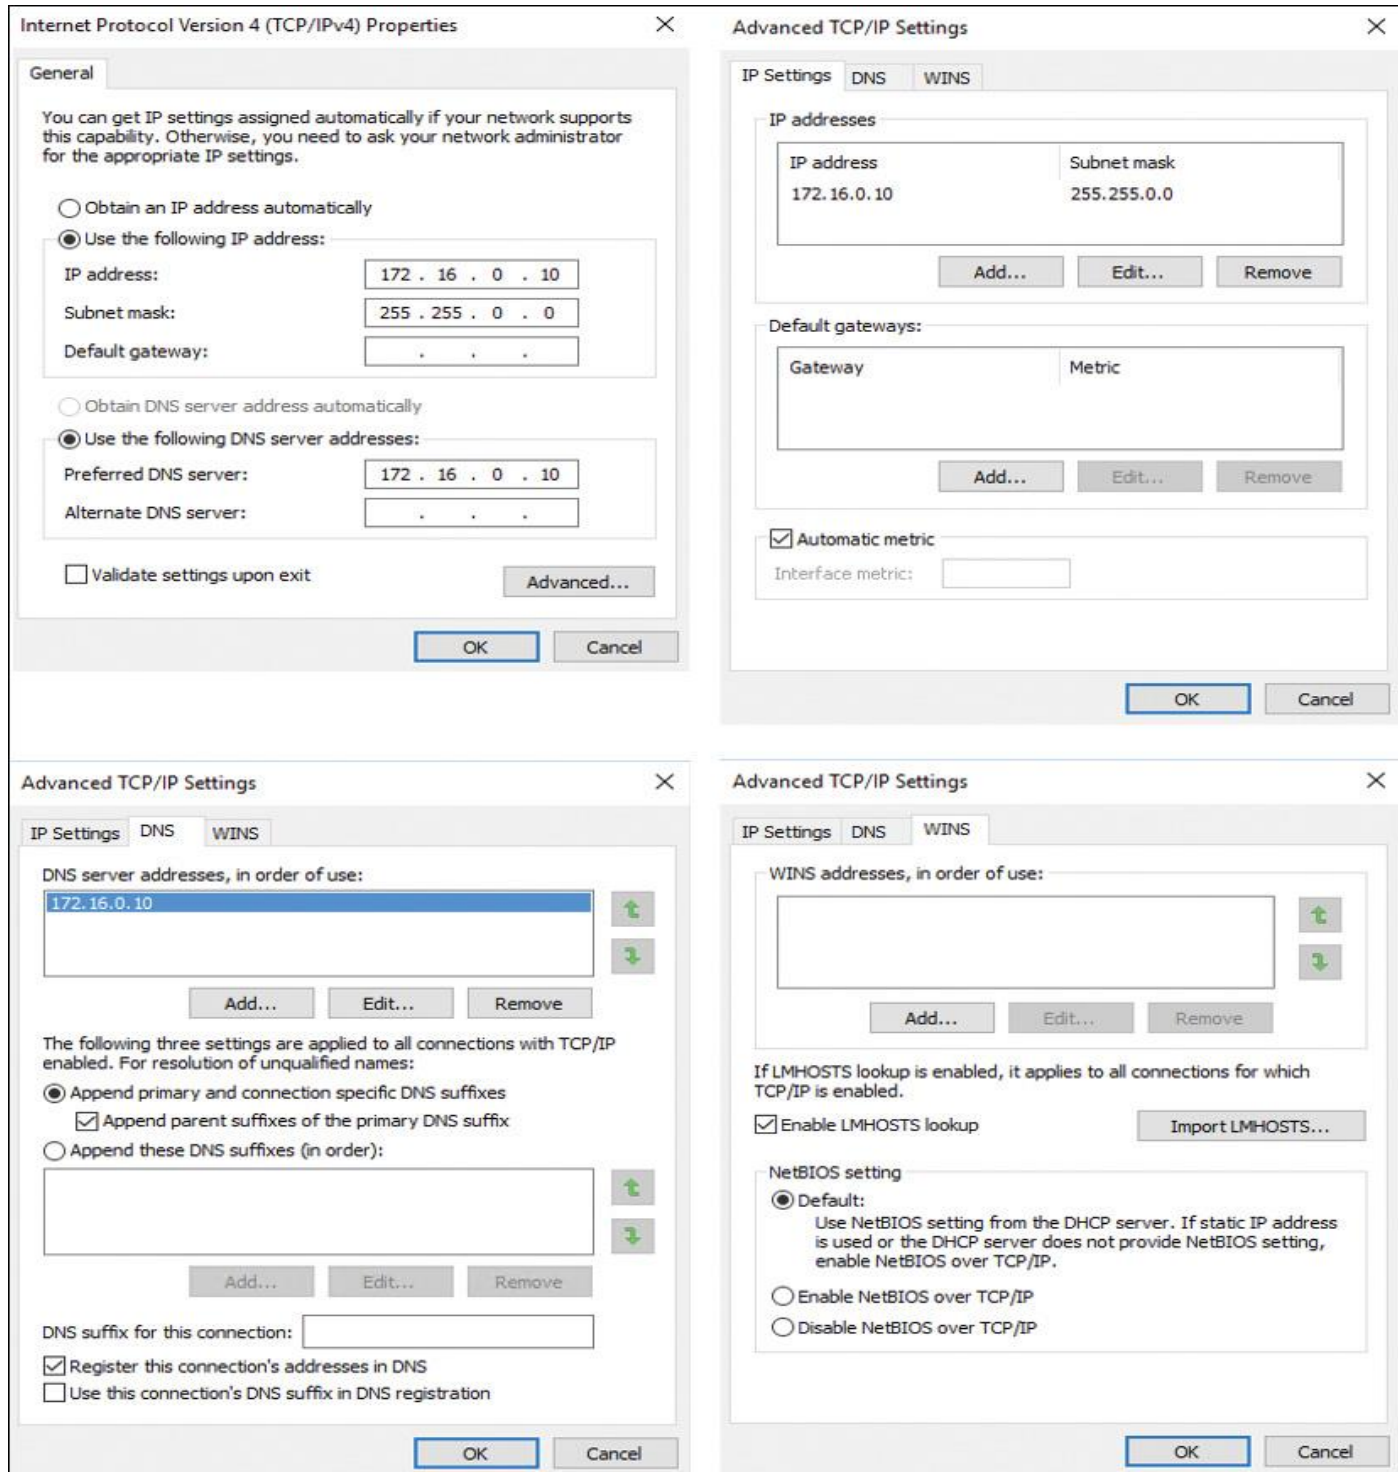 Internet Protocol Version 4 (TCP/IPv4) Properties
General
You can get IP settings assigned automatically if your network supports
this capability. Otherwise, you need to ask your network administrator
for the appropriate IP settings.
Obtain an IP address automatically
Use the following IP address:
IP address: 172 . 16 . 0 . 10
Subnet mask: 255 . 255 . 0 . 0
Default gateway: . . .
Obtain DNS server address automatically
Use the following DNS server addresses:
Preferred DNS server: 172 . 16 . 0 . 10
Alternate DNS server: . . .
Validate settings upon exit
Advanced...
OK Cancel
Advanced TCP/IP Settings
IP Settings DNS WINS
IP addresses
IP address Subnet mask
172.16.0.10 255.255.0.0
Add... Edit... Remove
Default gateways:
Gateway Metric
Add... Edit... Remove
Automatic metric
Interface metric:
OK Cancel
Advanced TCP/IP Settings
IP Settings DNS WINS
DNS server addresses, in order of use:
172.16.0.10
Add... Edit... Remove
The following three settings are applied to all connections with TCP/IP
enabled. For resolution of unqualified names:
Append primary and connection specific DNS suffixes
Append parent suffixes of the primary DNS suffix
Append these DNS suffixes (in order):
Add... Edit... Remove
DNS suffix for this connection:
Register this connection's addresses in DNS
Use this connection's DNS suffix in DNS registration
OK Cancel
Advanced TCP/IP Settings
IP Settings DNS WINS
WINS addresses, in order of use:
Add... Edit... Remove
If LMHOSTS lookup is enabled, it applies to all connections for which
TCP/IP is enabled.
Enable LMHOSTS lookup Import LMHOSTS...
NetBIOS setting
Default:
Use NetBIOS setting from the DHCP server. If static IP address
is used or the DHCP server does not provide NetBIOS setting,
enable NetBIOS over TCP/IP.
Enable NetBIOS over TCP/IP
Disable NetBIOS over TCP/IP
OK Cancel